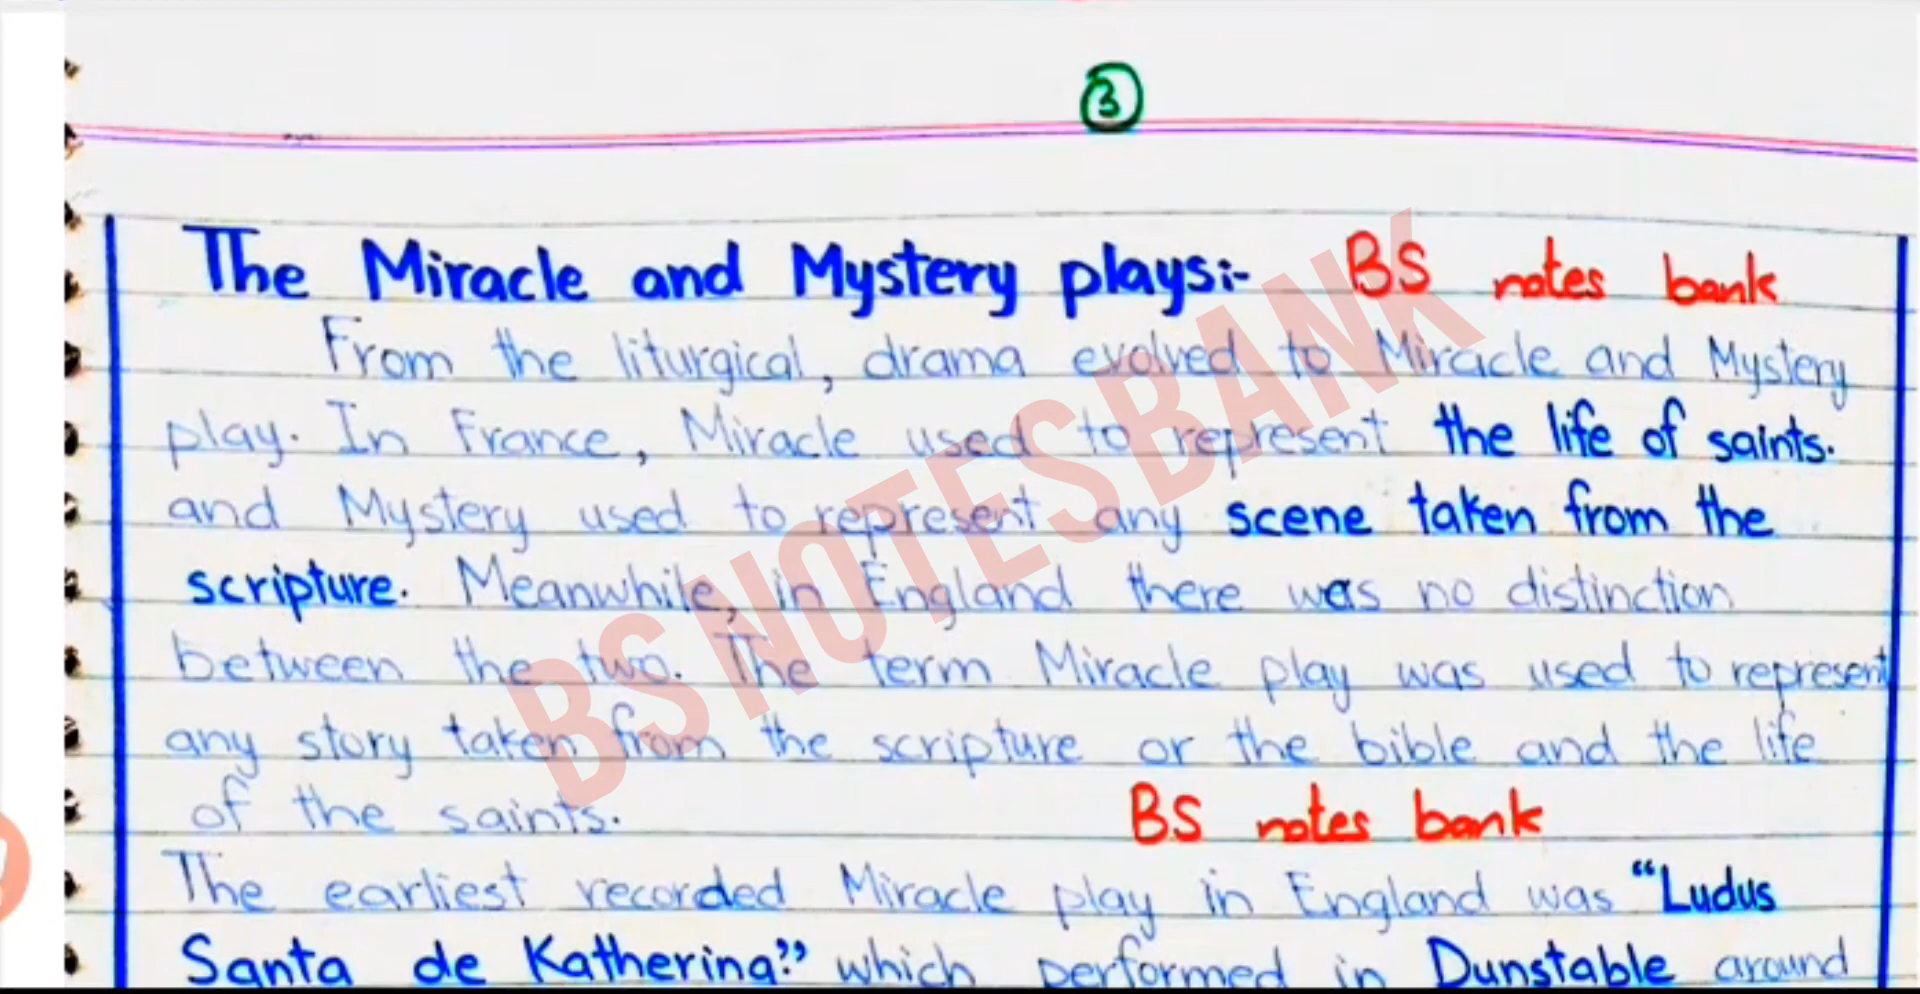 3
The Miracle and Mystery plays:- BS notes bank
From the liturgical, drama evolved to Miracle and Mystery
play. In France, Miracle used to represent the life of saints.
and Mystery used to represent any scene taken from the
scripture. Meanwhile, in England there was no distinction
between the two. The term Miracle play was used to represent
any story taken from the scripture or the bible and the life
of the saints. BS notes bank
The earliest recorded Miracle play in England was “Ludus
Santa de Katherina” which performed in Dunstable around
BS NOTES BANK